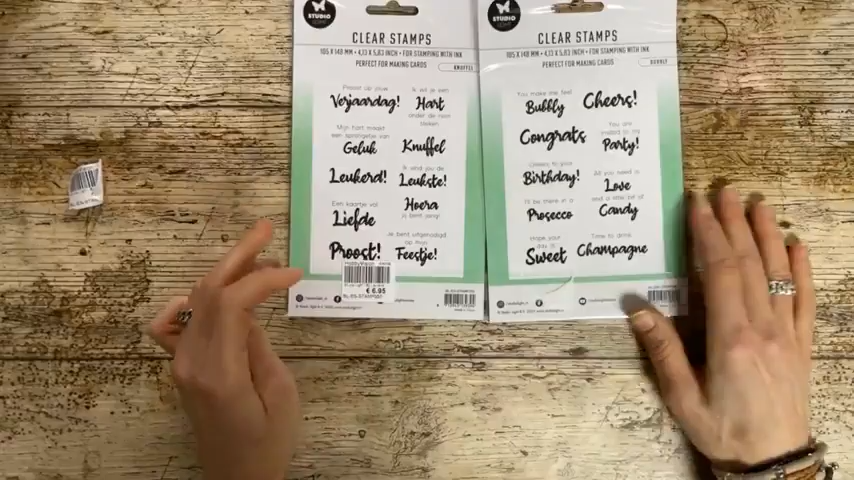 STUDIO
CLEAR STAMPS
105 X 148 MM • 4,13 X 5,83 INCH • FOR STAMPING WITH INK
PERFECT FOR MAKING CARDS
KNUFFEL
Proost op jouw
Verjaardag!
Ik wil je een
Hart
onder de riem
steken
Mijn hart maakt
een sprongetje van
Geluk
Knuffel
Leukerd!
Ik vind jou de
Leukste!
Een kaartje vol
Liefde
Hoera
jij bent jarig!
Proost!
Je bent uitgenodigd
op mijn
Feestje!
€ 6.95
STUDIO
CLEAR STAMPS
105 X 148 MM • 4,13 X 5,83 INCH • FOR STAMPING WITH INK
PERFECT FOR MAKING CARDS
BUBBLY
You make me feel
Bubbly
Cheers!
Congrats
You are
invited to my
Party!
Cheers to your
Birthday!
All you need is
Love
and a little bit of
Candy
I'll be there in a
Prosecco
Hope your
day is
Sweet
Time to drink
Champagne